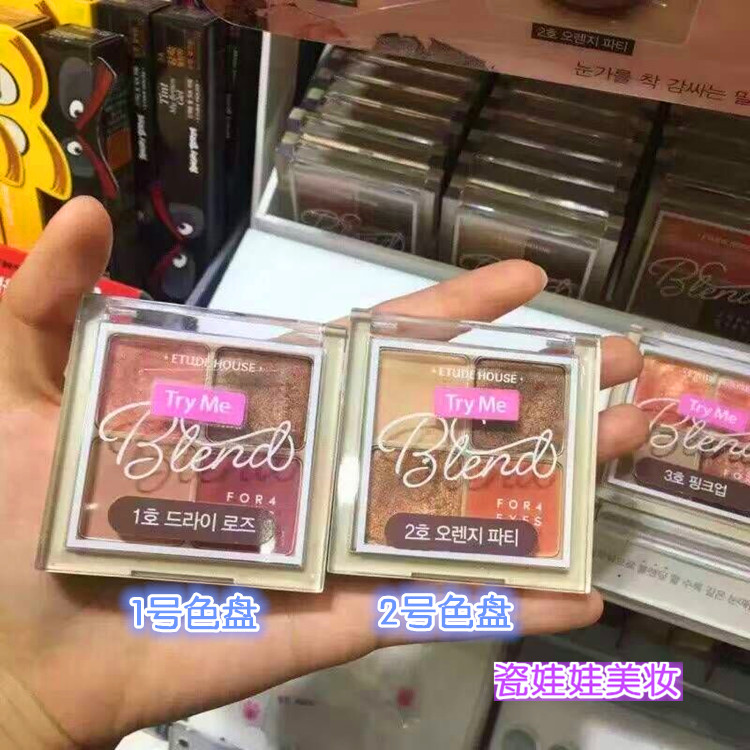 2호 오렌지 파티
눈가를 착 감싸는 밀
Blend
ETUDE HOUSE
Try Me
Blend
FOR4
1호 드라이 로즈
ETUDE HOUSE
Try Me
Blend
FOR4
EYES
2호 오렌지 파티
Try Me
Blend
3호 핑크업
1号色盘
2号色盘
瓷娃娃美妆